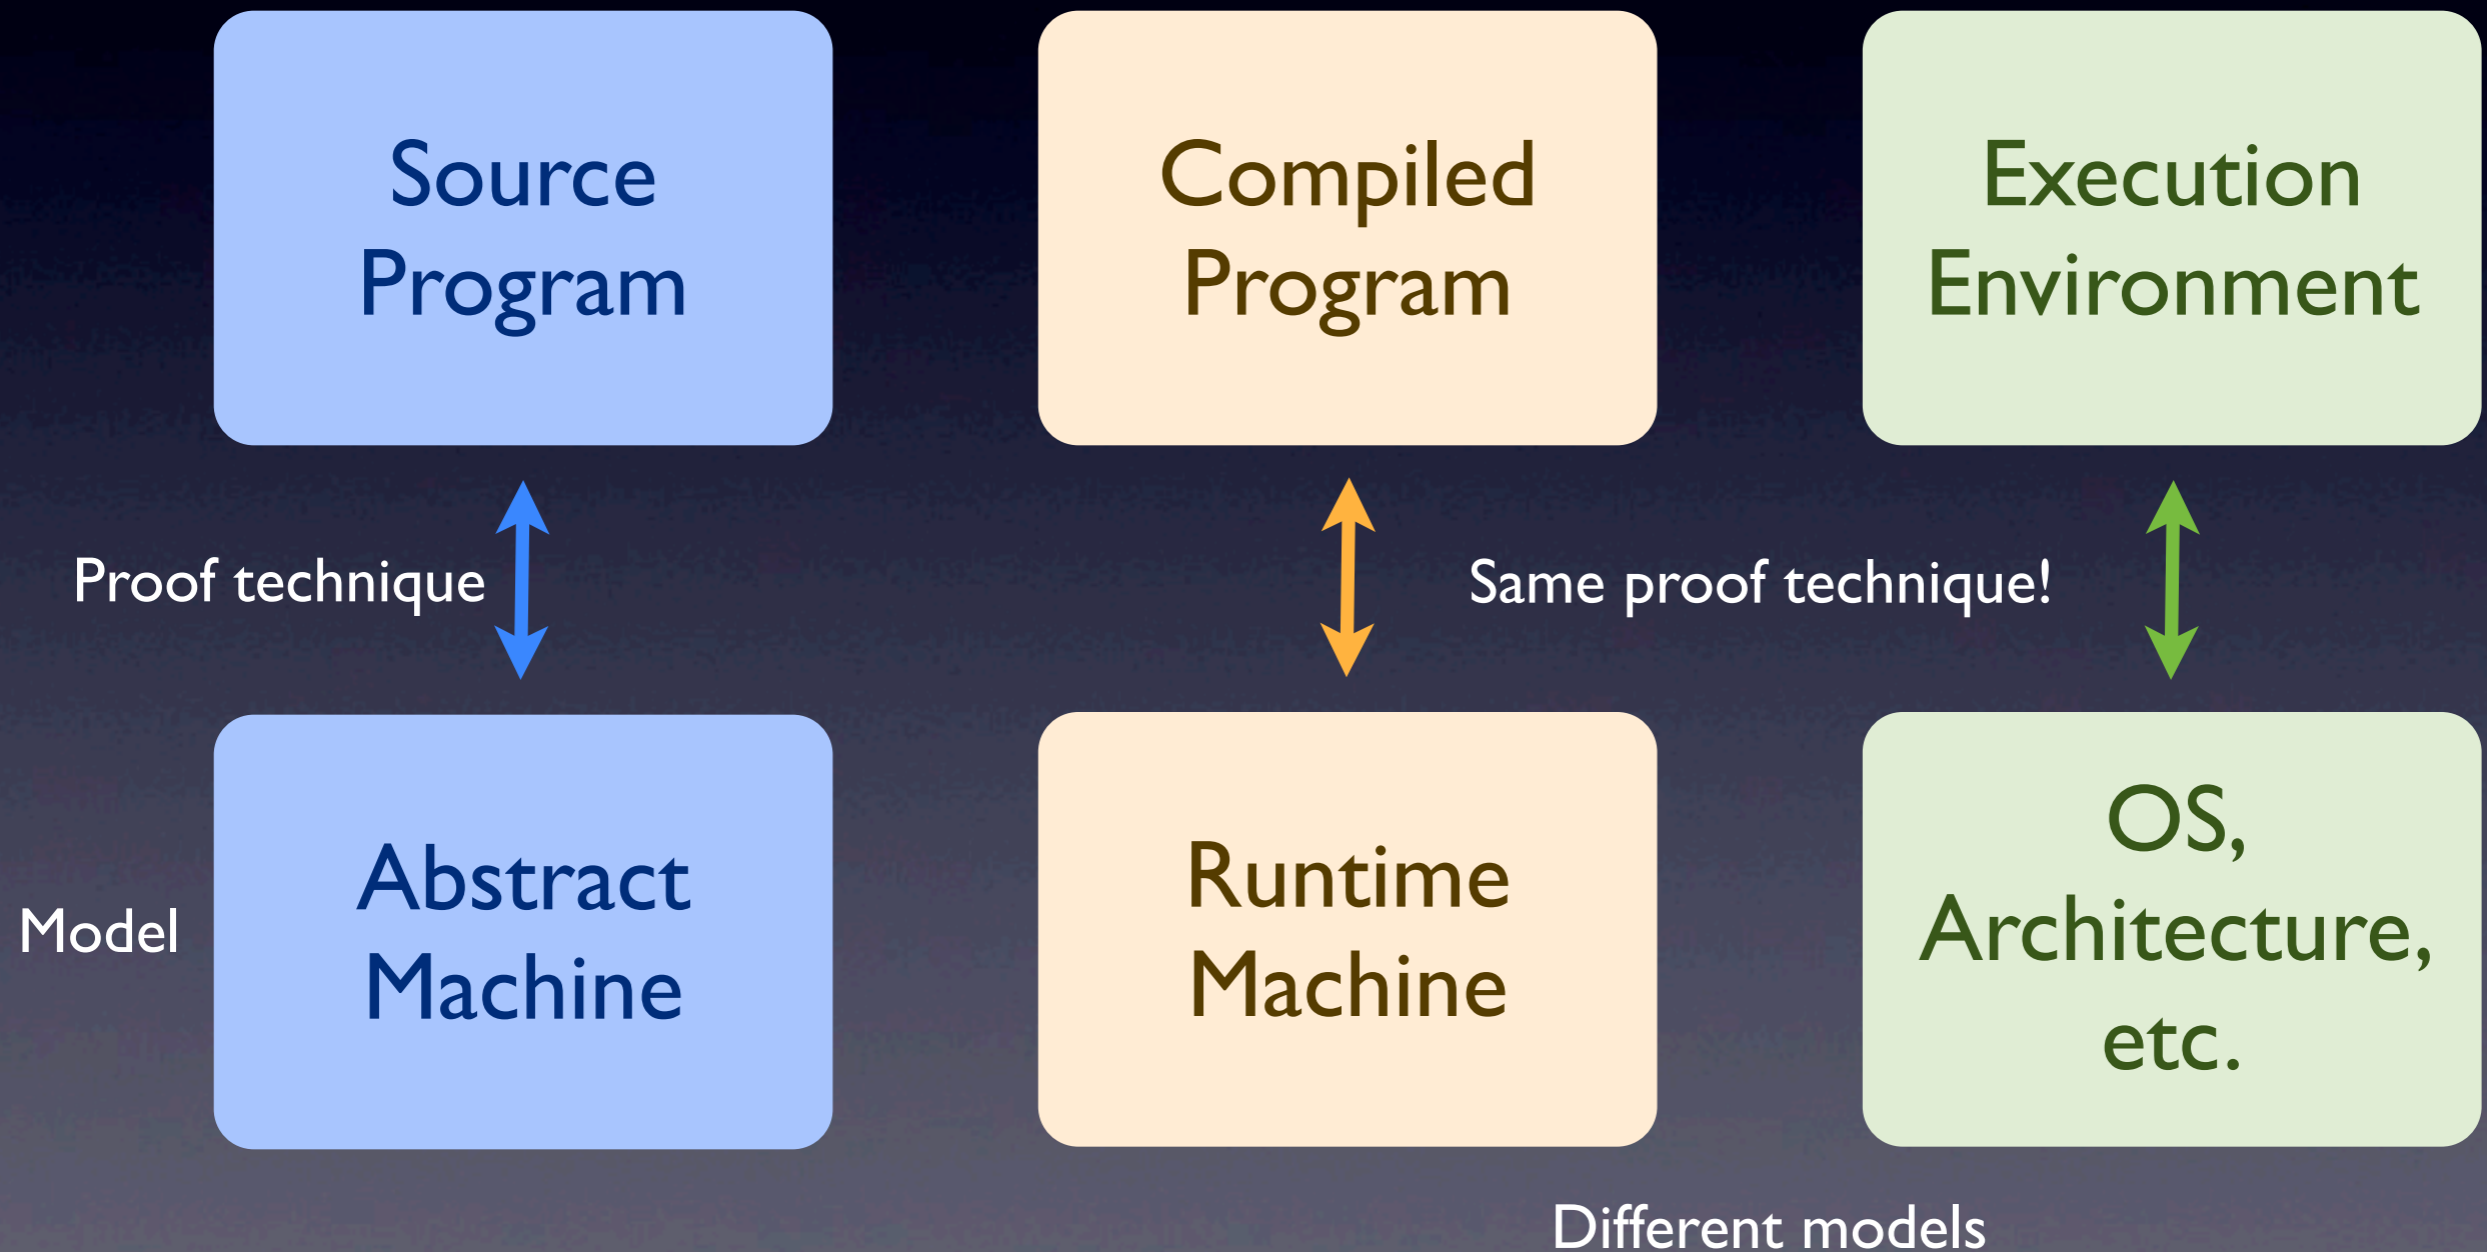 Source
Program
Compiled
Program
Execution
Environment
Proof technique
Same proof technique!
Model
Abstract
Machine
Runtime
Machine
OS,
Architecture,
etc.
Different models